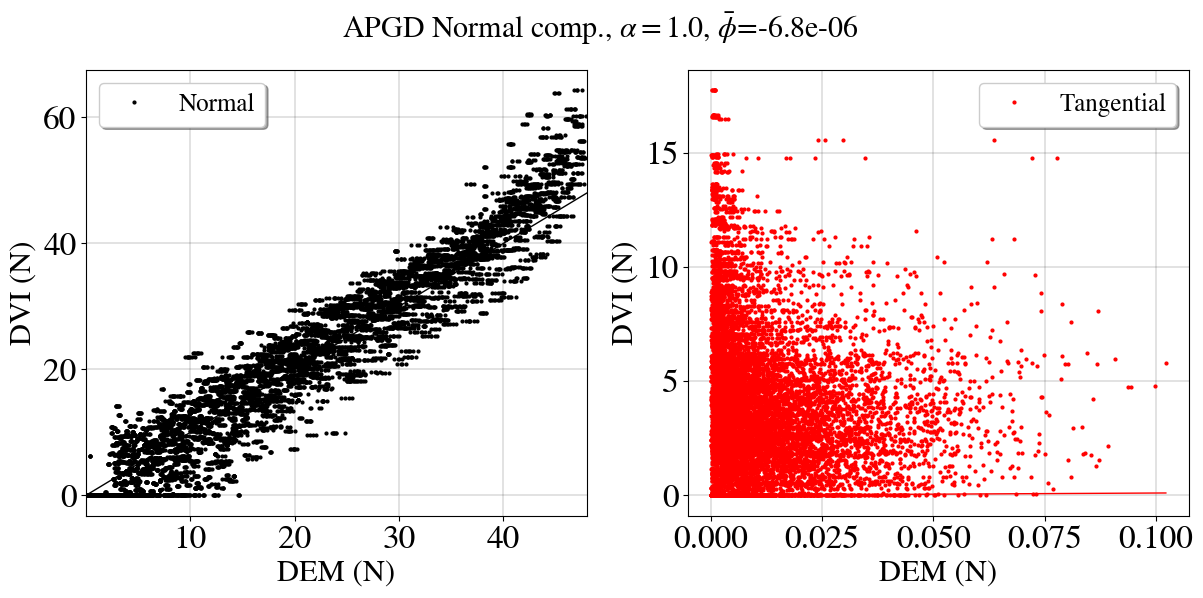 APGD Normal comp., α = 1.0, ϕ̄=-6.8e-06
Normal
60
40
20
0
DVI (N)
10 20 30 40
DEM (N)
Tangential
15
10
5
0
DVI (N)
0.000 0.025 0.050 0.075 0.100
DEM (N)